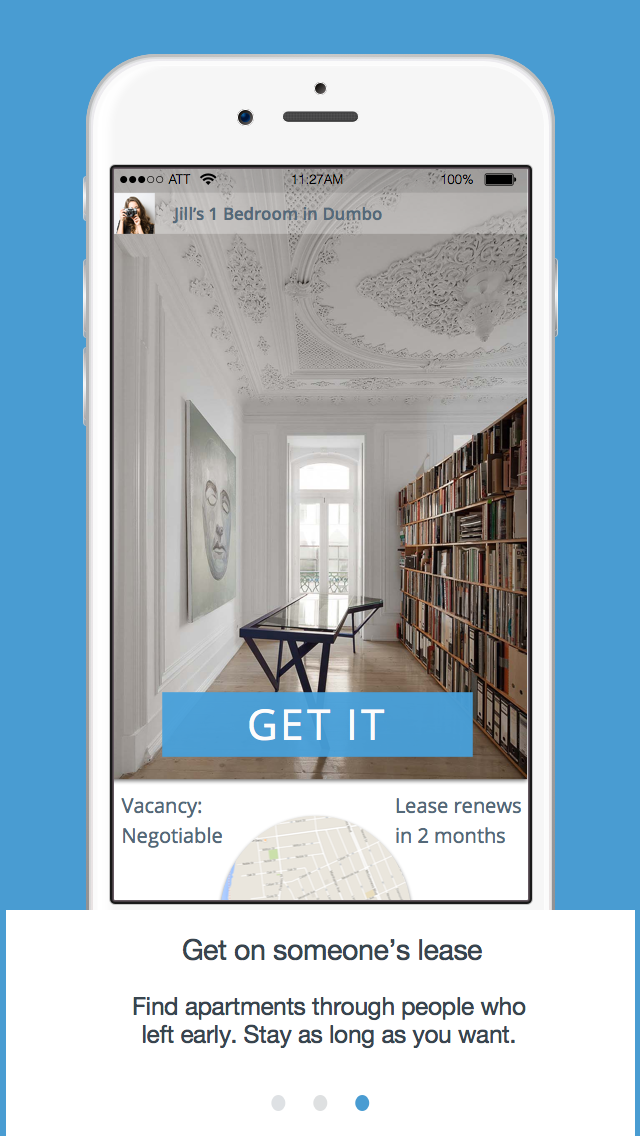 ATT 11:27AM 100%
Jill's 1 Bedroom in Dumbo
GET IT
Vacancy:
Negotiable
Lease renews
in 2 months
Get on someone’s lease
Find apartments through people who
left early. Stay as long as you want.